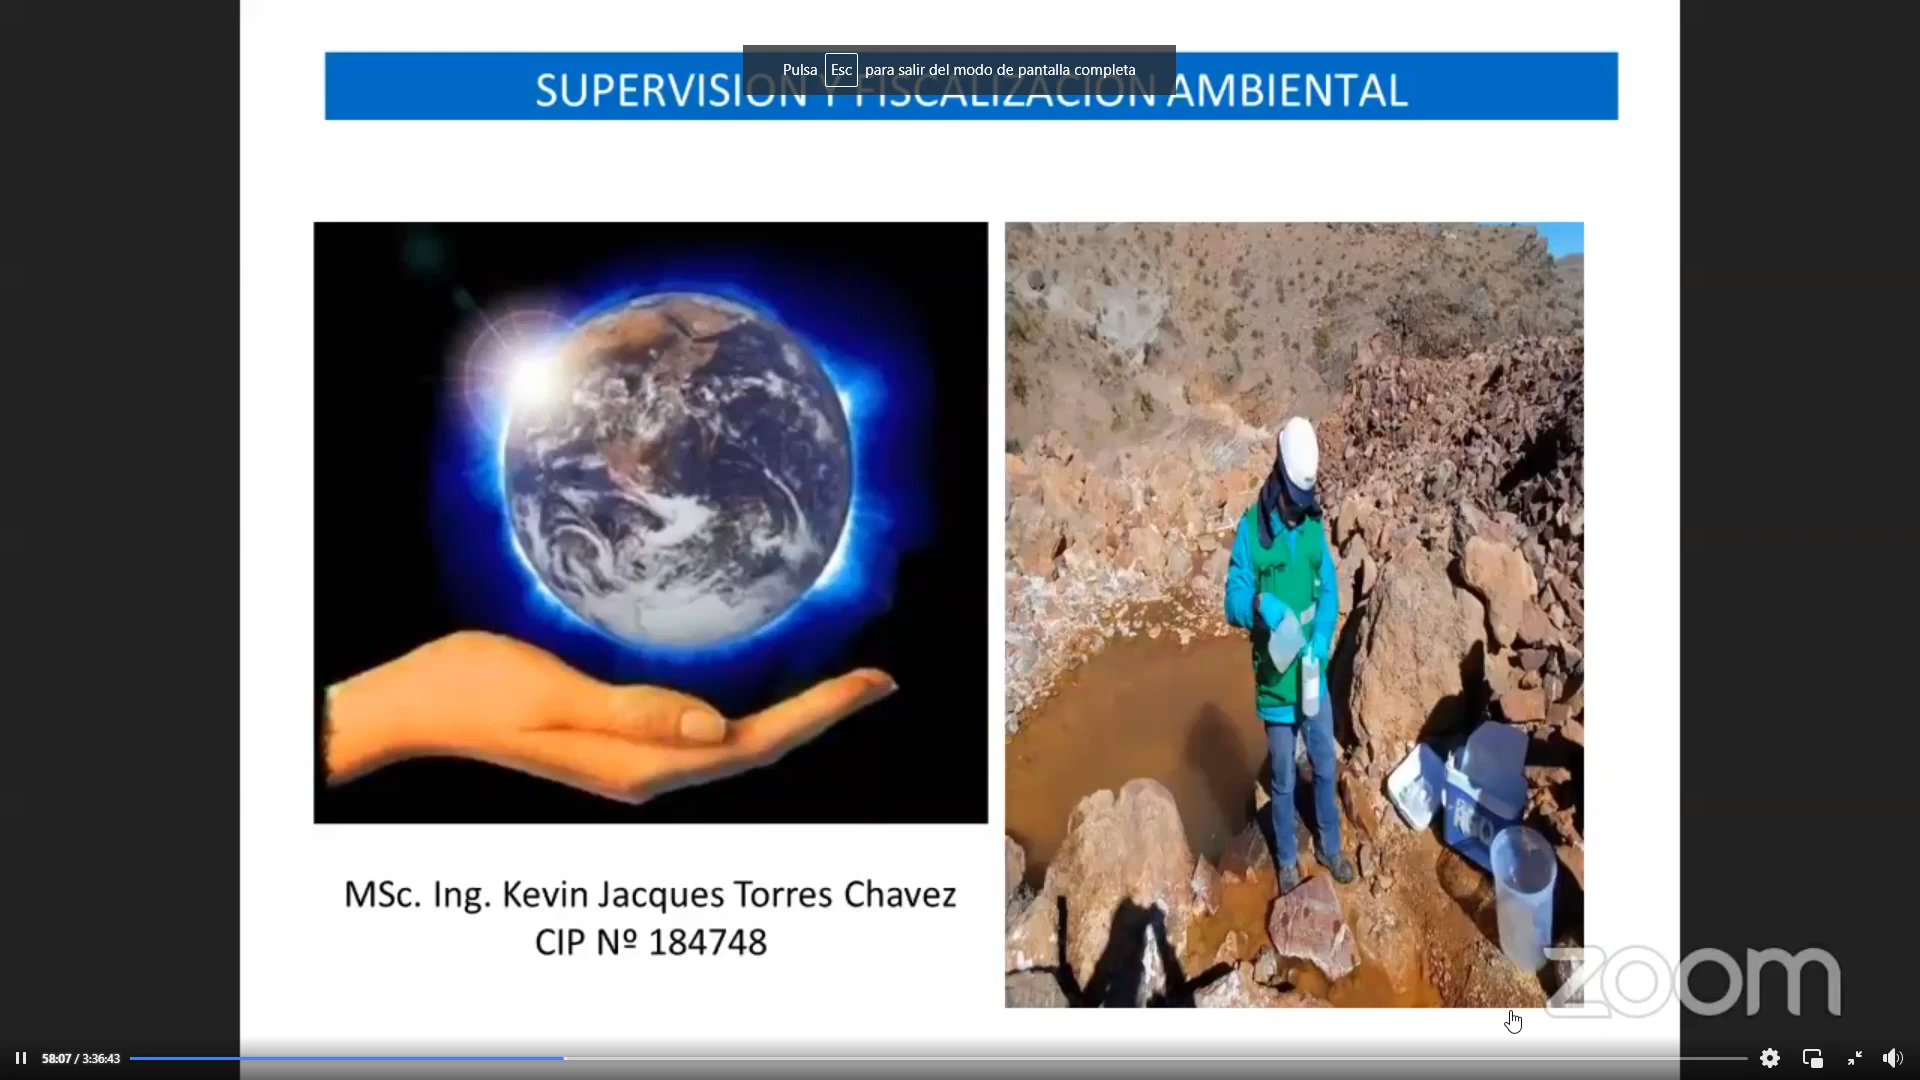 Pulsa Esc para salir del modo de pantalla completa
SUPERVISION Y FISCALIZACION AMBIENTAL
MSc. Ing. Kevin Jacques Torres Chavez
CIP Nº 184748
zoom
58:07 / 3:36:43